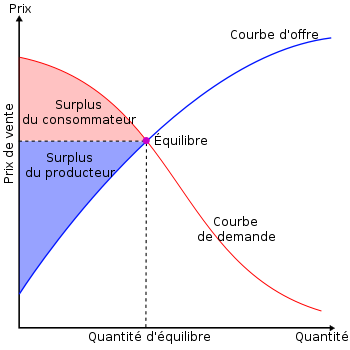 Prix
Courbe d'offre
Surplus
du consommateur
Prix de vente
Équilibre
Surplus
du producteur
Courbe
de demande
Quantité d'équilibre
Quantité